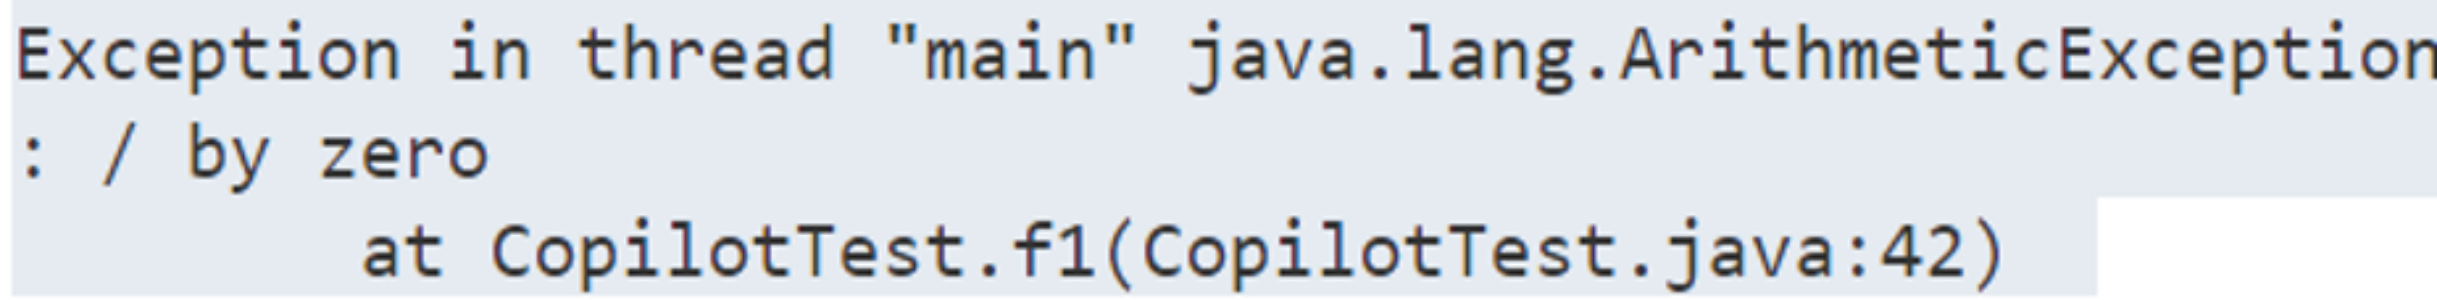 Exception in thread "main" java.lang.ArithmeticException
: / by zero
        at CopilotTest.f1(CopilotTest.java:42)